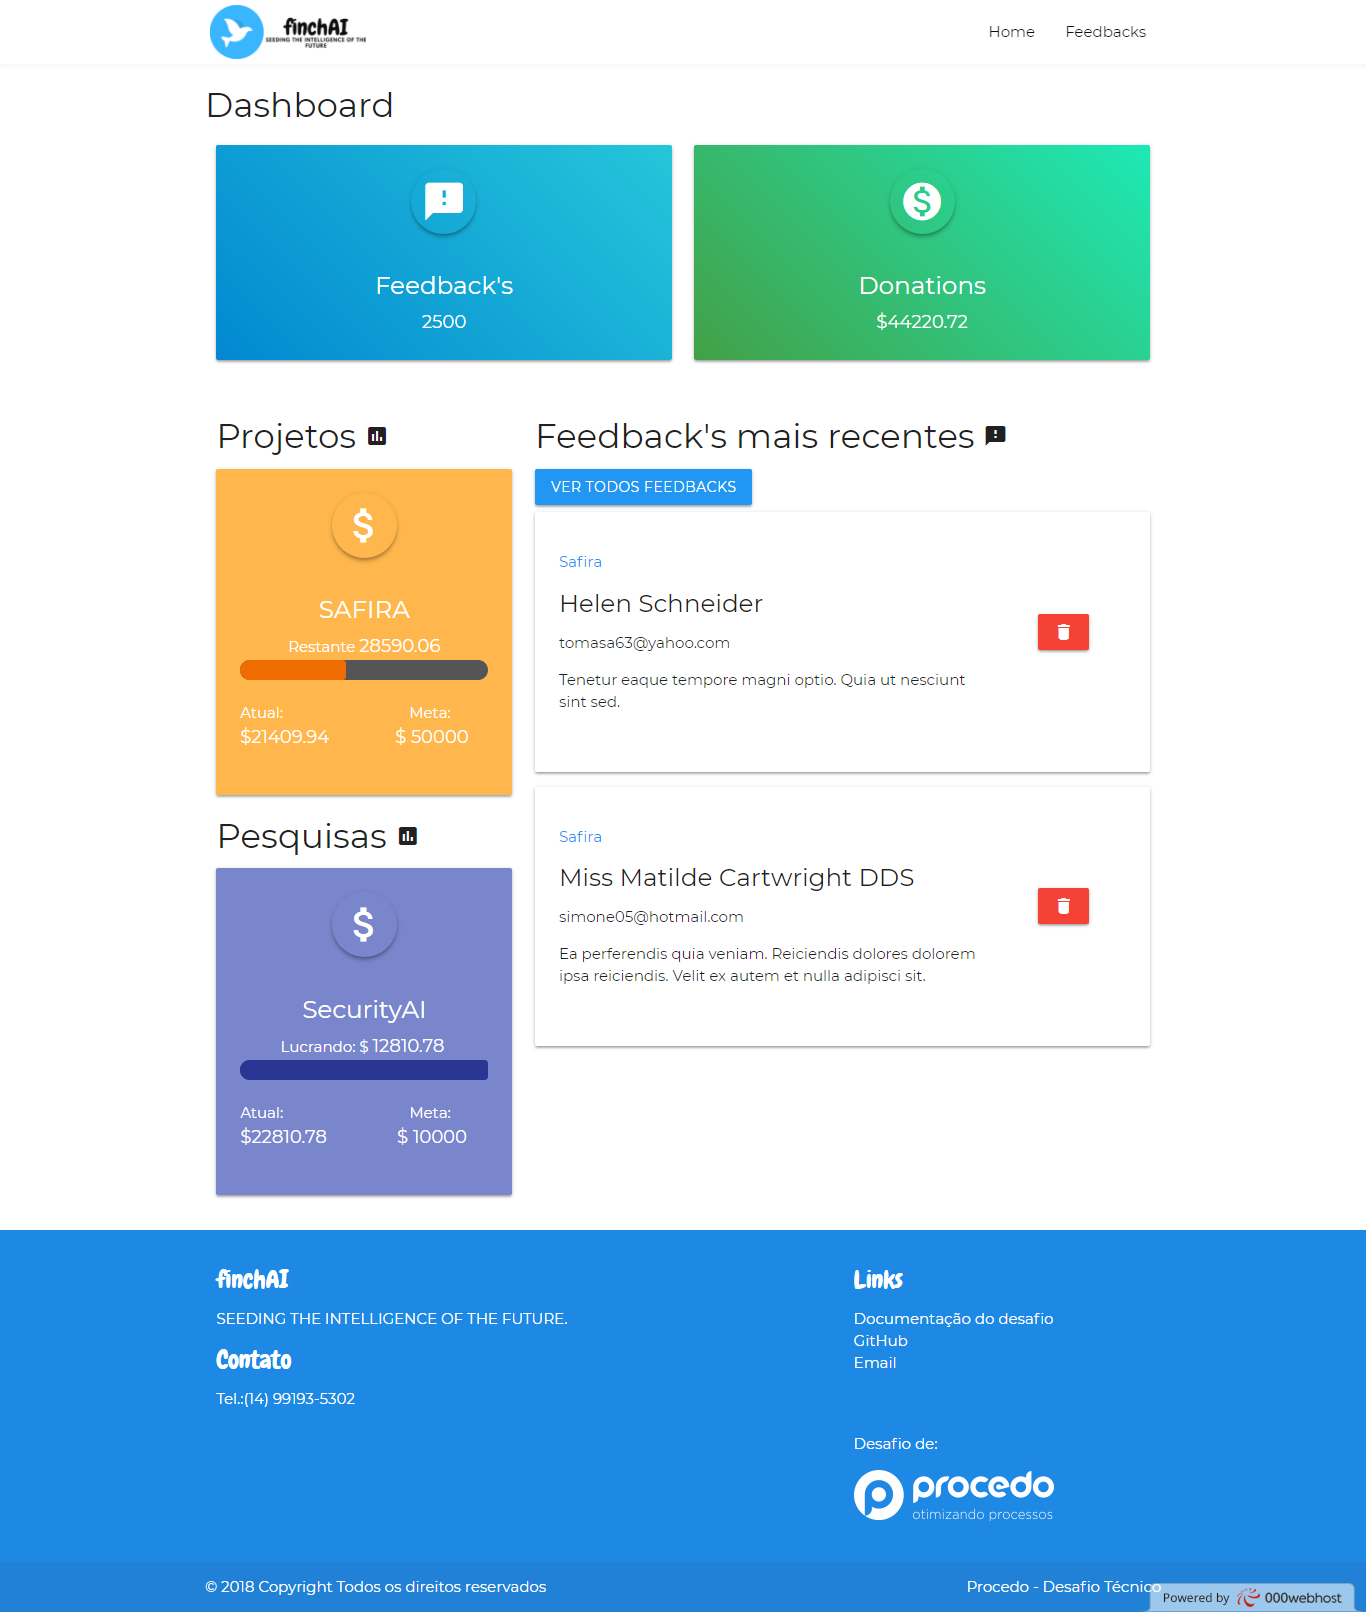 finchAI
SEEDING THE INTELLIGENCE OF THE
FUTURE
Home
Feedbacks
Dashboard
Feedback's
2500
Donations
$44220.72
Projetos
SAFIRA
Restante 28590.06
Atual:
Meta:
$21409.94
$ 50000
Pesquisas
SecurityAI
Lucrando: $ 12810.78
Atual:
Meta:
$22810.78
$ 10000
Feedback's mais recentes
VER TODOS FEEDBACKS
Safira
Helen Schneider
tomasa63@yahoo.com
Tenetur eaque tempore magni optio. Quia ut nesciunt
sint sed.
Safira
Miss Matilde Cartwright DDS
simone05@hotmail.com
Ea perferendis quia veniam. Reiciendis dolores dolorem
ipsa reiciendis. Velit ex autem et nulla adipisci sit.
finchAI
SEEDING THE INTELLIGENCE OF THE FUTURE.
Contato
Tel.:(14) 99193-5302
Links
Documentação do desafio
GitHub
Email
Desafio de:
procedo
otimizando processos
© 2018 Copyright Todos os direitos reservados
Procedo - Desafio Técnico
Powered by 000webhost